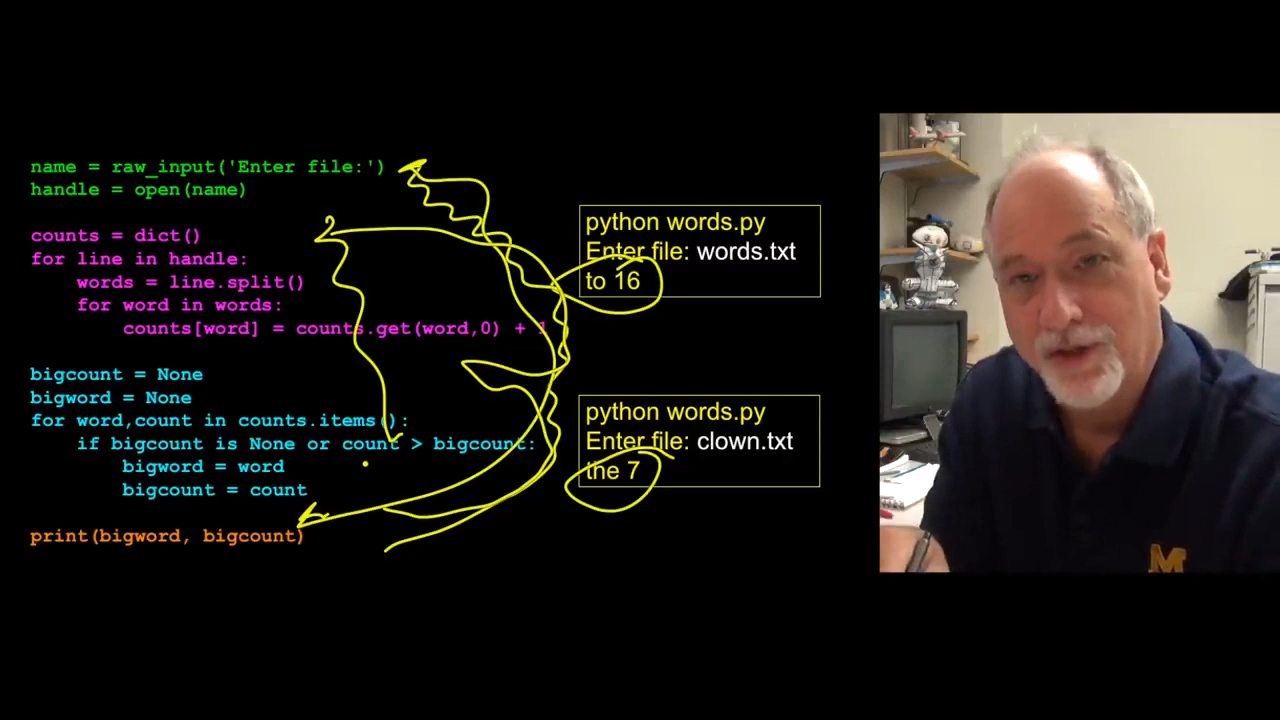 name = raw_input('Enter file:')
handle = open(name)
counts = dict()
for line in handle:
    words = line.split()
    for word in words:
        counts[word] = counts.get(word,0) + 1
bigcount = None
bigword = None
for word,count in counts.items():
    if bigcount is None or count > bigcount:
        bigword = word
        bigcount = count
print(bigword, bigcount)
python words.py
Enter file: words.txt
to 16
python words.py
Enter file: clown.txt
the 7
M